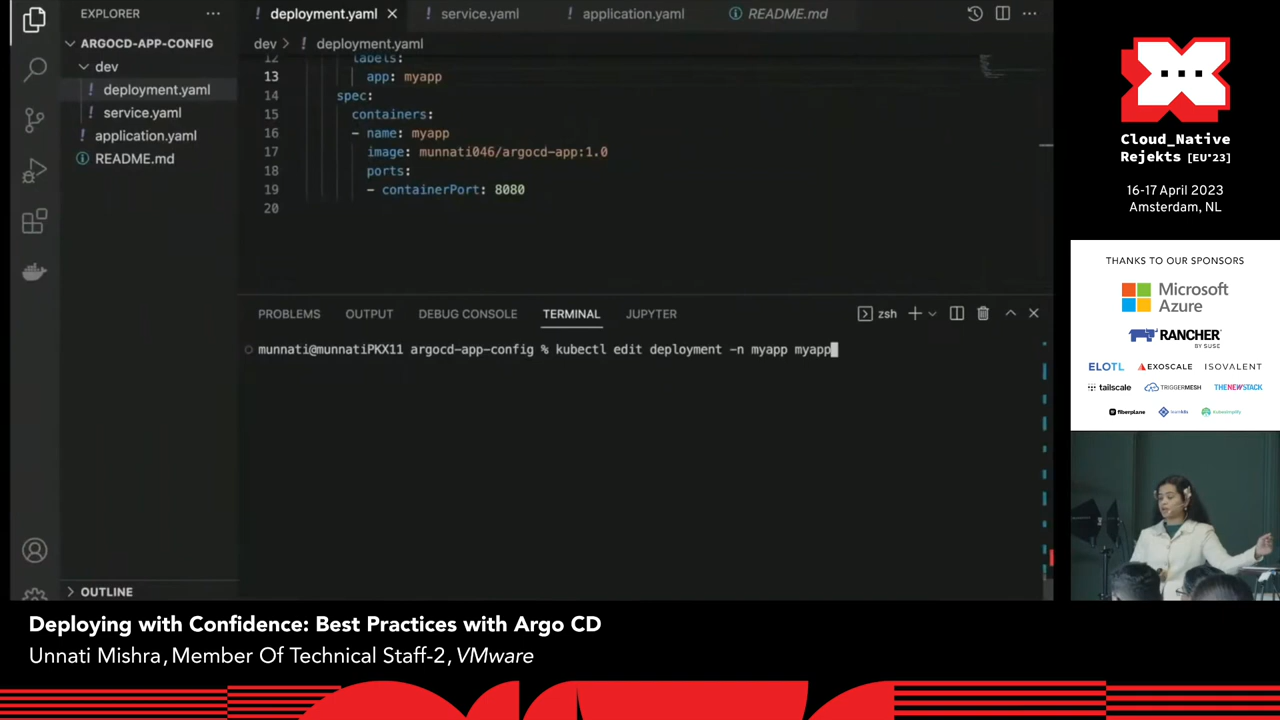 EXPLORER
ARGOCD-APP-CONFIG
dev
deployment.yaml
service.yaml
application.yaml
README.md
OUTLINE
! deployment.yaml
! service.yaml
! application.yaml
README.md
dev > ! deployment.yaml
12 labels:
13 app: myapp
14 spec:
15 containers:
16 - name: myapp
17 image: munnati046/argocd-app:1.0
18 ports:
19 - containerPort: 8080
20
PROBLEMS OUTPUT DEBUG CONSOLE TERMINAL JUPYTER
zsh
munnati@munnatiPKX11 argocd-app-config % kubectl edit deployment -n myapp myapp
Cloud_Native
Rejekts [EU'23]
16-17 April 2023
Amsterdam, NL
THANKS TO OUR SPONSORS
Microsoft
Azure
RANCHER
BY SUSE
ELOTL EXOSCALE ISOVALENT
tailscale TRIGGERMESH THENEWSTACK
fiberplane
Deploying with Confidence: Best Practices with Argo CD
Unnati Mishra, Member Of Technical Staff-2, VMware